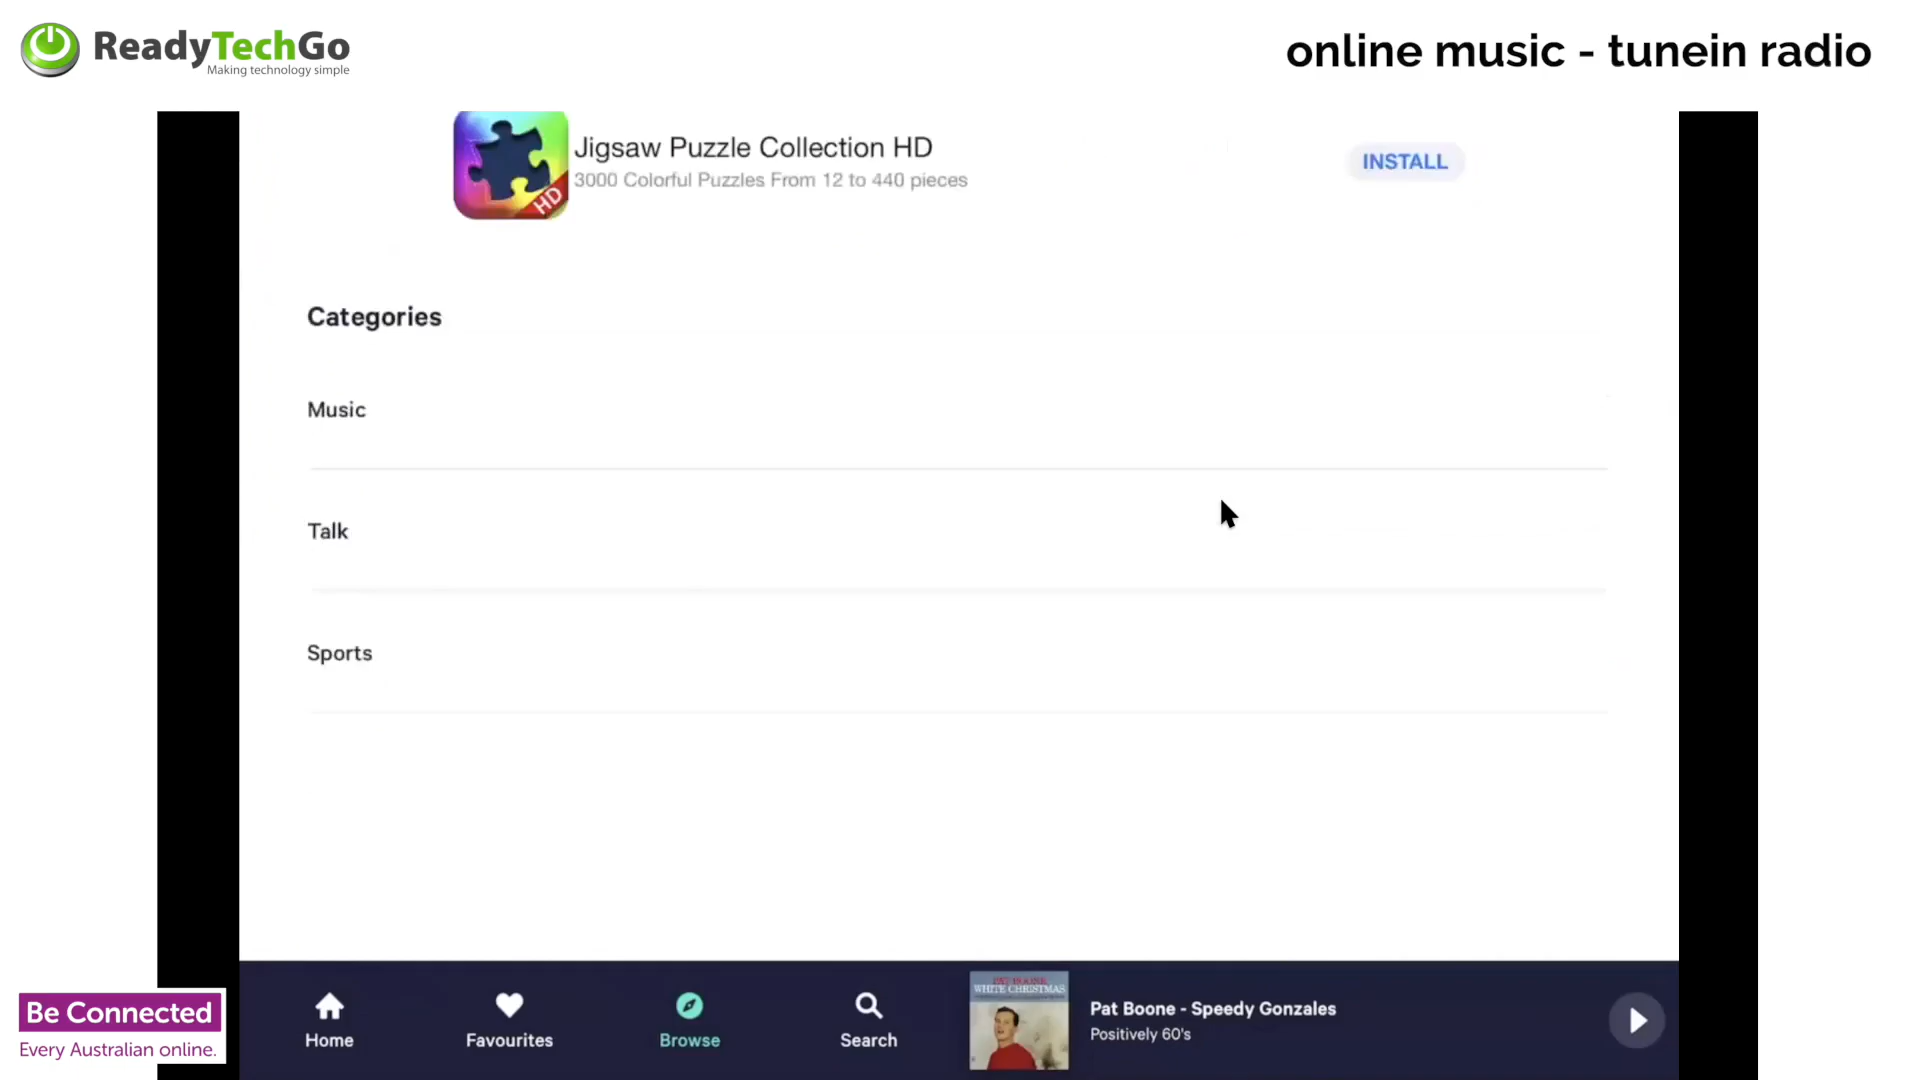 ReadyTechGo
Making technology simple
online music - tunein radio
Jigsaw Puzzle Collection HD
3000 Colorful Puzzles From 12 to 440 pieces
HD
INSTALL
Categories
Music
Talk
Sports
Home
Favourites
Browse
Search
PAT BOONE
WHITE CHRISTMAS
Pat Boone - Speedy Gonzales
Positively 60's
Be Connected
Every Australian online.